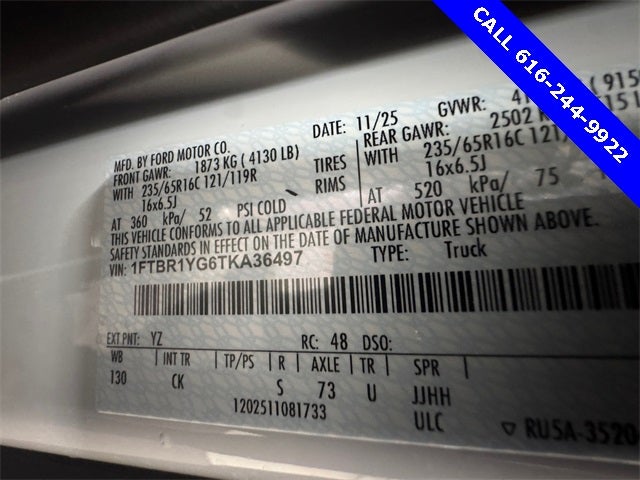 CALL 616-244-9922
MFD. BY FORD MOTOR CO. DATE: 11/25 GVWR:
FRONT GAWR: 1873 KG ( 4130 LB) REAR GAWR: 2502
WITH 235/65R16C 121/119R TIRES WITH 235/65R16C 121/
16x6.5J RIMS 16x6.5J
AT 360 kPa/ 52 PSI COLD AT 520 kPa/ 75
THIS VEHICLE CONFORMS TO ALL APPLICABLE FEDERAL MOTOR VEHICLE
SAFETY STANDARDS IN EFFECT ON THE DATE OF MANUFACTURE SHOWN ABOVE.
VIN: 1FTBR1YG6TKA36497 TYPE: Truck
EXT PNT: YZ RC: 48 DSO:
WB INT TR TP/PS R AXLE TR SPR
130 CK S 73 U JJHH
1202511081733 ULC
RU5A-3520